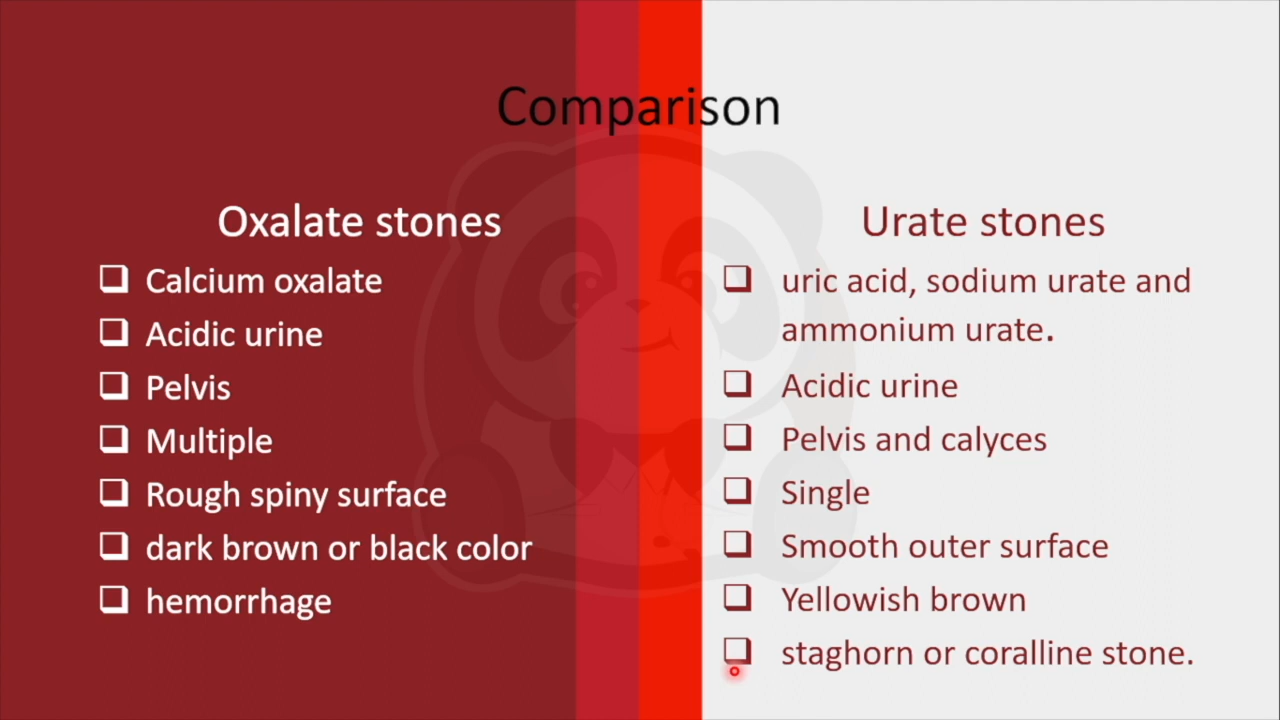 Comparison
Oxalate stones
Calcium oxalate
Acidic urine
Pelvis
Multiple
Rough spiny surface
dark brown or black color
hemorrhage
Urate stones
uric acid, sodium urate and
ammonium urate.
Acidic urine
Pelvis and calyces
Single
Smooth outer surface
Yellowish brown
staghorn or coralline stone.